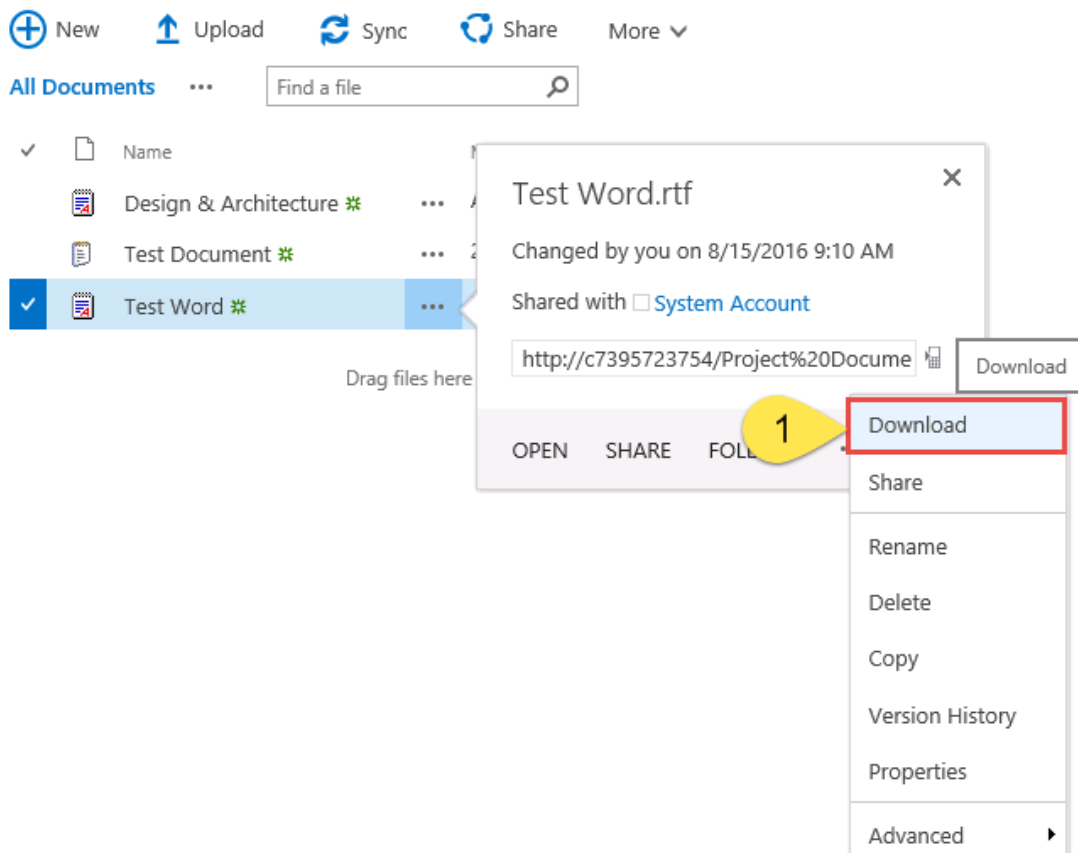 New Upload Sync Share More
All Documents ... Find a file
Name
Test Word.rtf
Design & Architecture ...
Changed by you on 8/15/2016 9:10 AM
Test Document ...
Shared with System Account
Test Word ...
http://c7395723754/Project%20Docume
Download
Drag files here
1
Download
OPEN SHARE
Share
Rename
Delete
Copy
Version History
Properties
Advanced